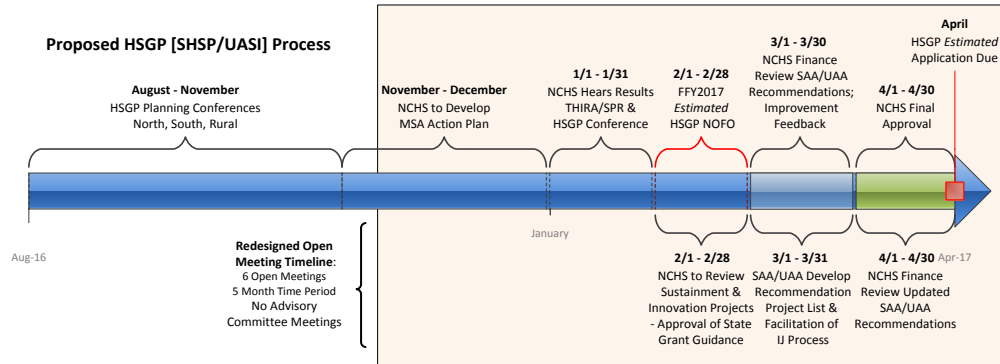 Proposed HSGP [SHSP/UASI] Process
August - November
HSGP Planning Conferences
North, South, Rural
November - December
NCHS to Develop
MSA Action Plan
1/1 - 1/31
NCHS Hears Results
THIRA/SPR &
HSGP Conference
2/1 - 2/28
FFY2017
Estimated
HSGP NOFO
3/1 - 3/30
NCHS Finance
Review SAA/UAA
Recommendations;
Improvement
Feedback
4/1 - 4/30
NCHS Final
Approval
April
HSGP Estimated
Application Due
Aug-16
January
Apr-17
Redesigned Open
Meeting Timeline:
6 Open Meetings
5 Month Time Period
No Advisory
Committee Meetings
2/1 - 2/28
NCHS to Review
Sustainment &
Innovation Projects
- Approval of State
Grant Guidance
3/1 - 3/31
SAA/UAA Develop
Recommendation
Project List &
Facilitation of
IJ Process
4/1 - 4/30
NCHS Finance
Review Updated
SAA/UAA
Recommendations